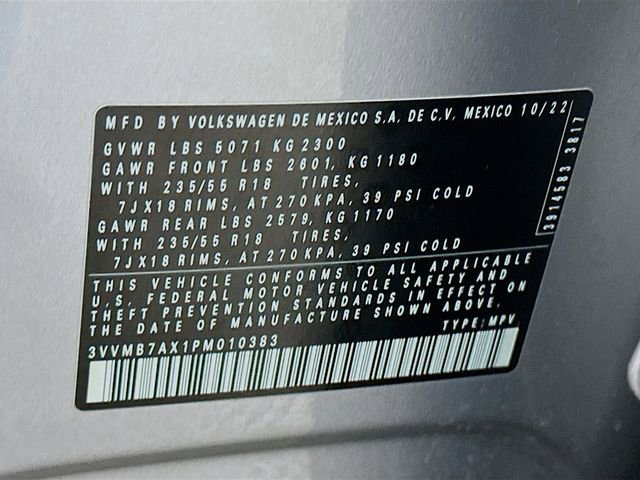 MFD BY VOLKSWAGEN DE MEXICO S.A. DE C.V. MEXICO 10/22
GVWR LBS 5071 KG 2300
GAWR FRONT LBS 2601, KG 1180
WITH 235/55 R18 TIRES,
7JX18 RIMS, AT 270 KPA, 39 PSI COLD
GAWR REAR LBS 2579, KG 1170
WITH 235/55 R18 TIRES,
7JX18 RIMS, AT 270 KPA, 39 PSI COLD
3914583 3817
THIS VEHICLE CONFORMS TO ALL APPLICABLE
U.S. FEDERAL MOTOR VEHICLE SAFETY AND
THEFT PREVENTION STANDARDS IN EFFECT ON
THE DATE OF MANUFACTURE SHOWN ABOVE.
3VVMB7AX1PM010383 TYPE: MPV